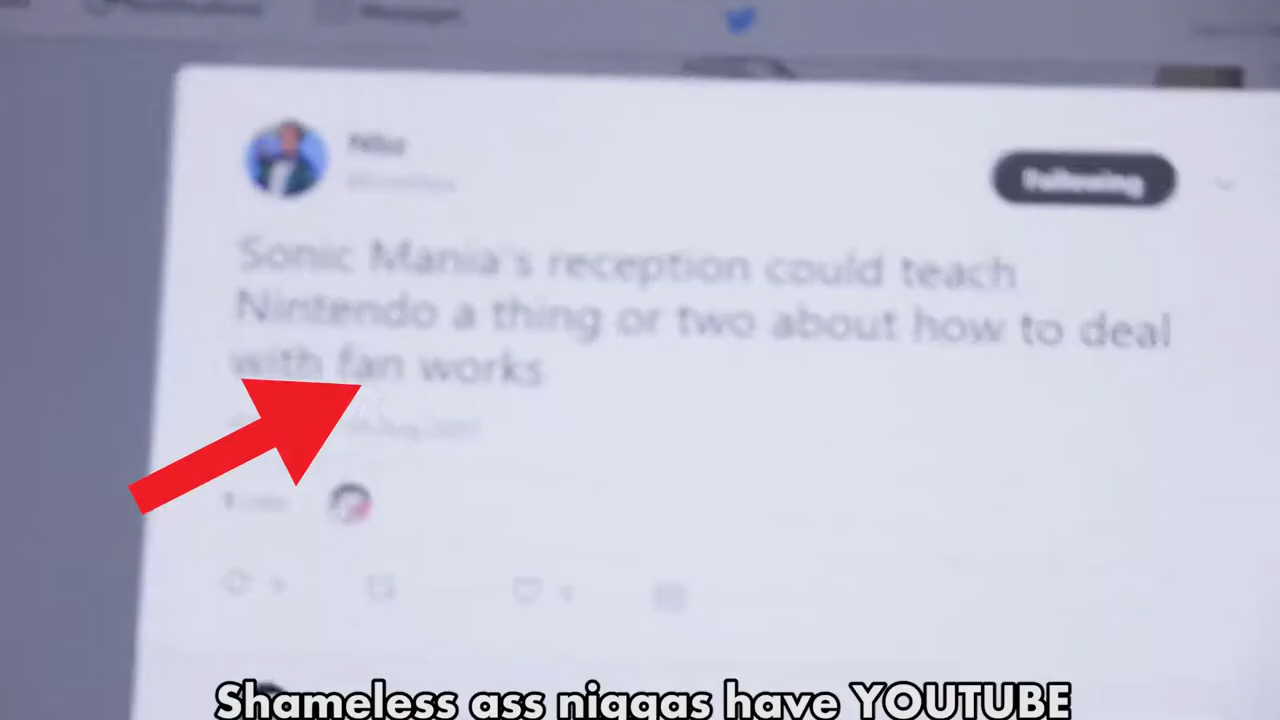 Following
Sonic Mania's reception could teach
Nintendo a thing or two about how to deal
with fan works
Shameless ass niggas have YOUTUBE